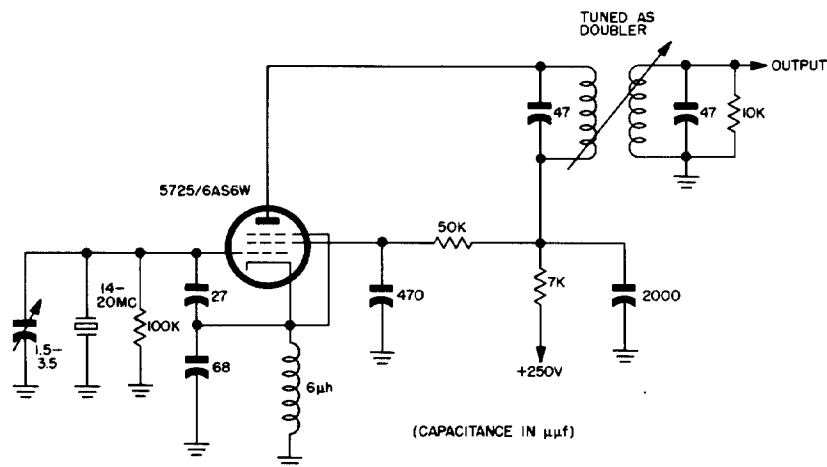 TUNED AS
DOUBLER
OUTPUT
47
47
10K
5725/6AS6W
50K
14-
20MC
27
470
7K
2000
100K
1.5-
3.5
68
6µh
+250V
(CAPACITANCE IN µµf)